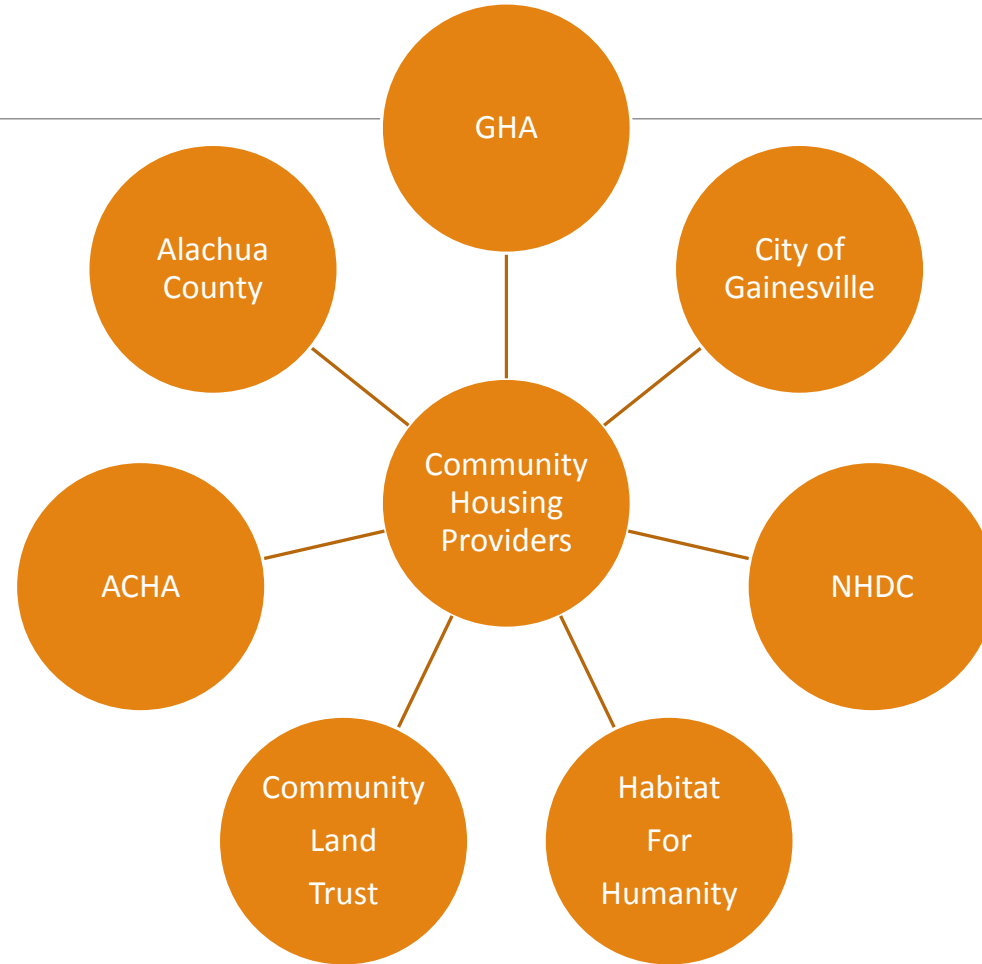 GHA
City of
Gainesville
NHDC
Habitat
For
Humanity
Community
Land
Trust
ACHA
Alachua
County
Community
Housing
Providers